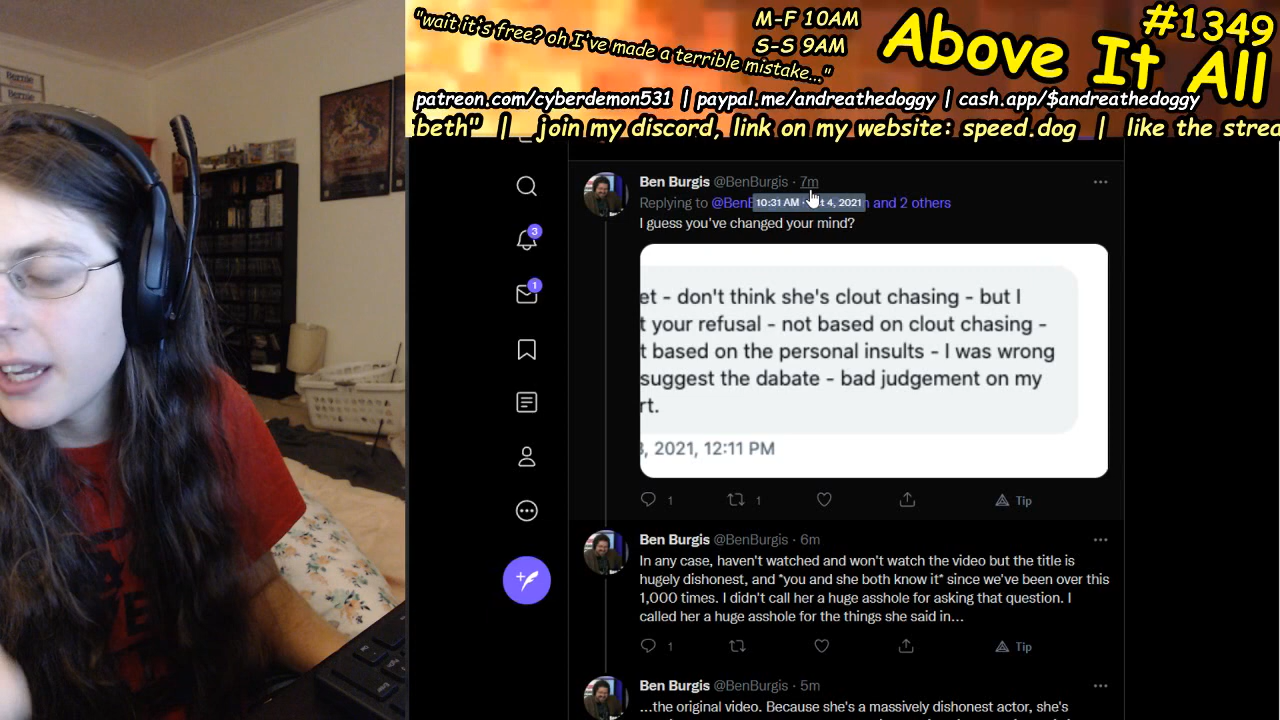 "wait it's free? oh I've made a terrible mistake..."
M-F 10AM
S-S 9AM
Above It All
#1349
patreon.com/cyberdemon531 | paypal.me/andreathedoggy | cash.app/$andreathedoggy
beth" | join my discord, link on my website: speed.dog | like the strea
Bernie
Bernie
3
1
Ben Burgis @BenBurgis · 7m
Replying to @BenB
10:31 AM · t 4, 2021
and 2 others
I guess you've changed your mind?
et - don't think she's clout chasing - but I
t your refusal - not based on clout chasing -
t based on the personal insults - I was wrong
suggest the dabate - bad judgement on my
rt.
, 2021, 12:11 PM
1 1 Tip
Ben Burgis @BenBurgis · 6m
In any case, haven't watched and won't watch the video but the title is
hugely dishonest, and *you and she both know it* since we've been over this
1,000 times. I didn't call her a huge asshole for asking that question. I
called her a huge asshole for the things she said in...
1 Tip
Ben Burgis @BenBurgis · 5m
...the original video. Because she's a massively dishonest actor, she's